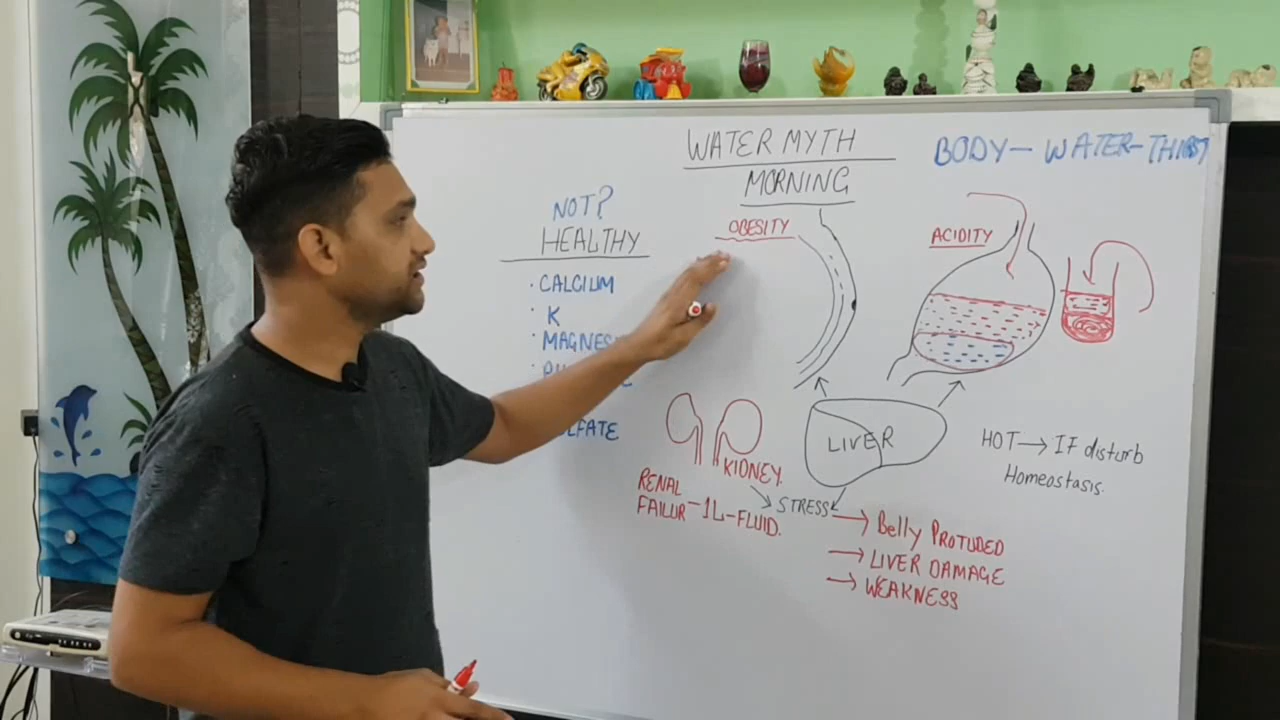 WATER MYTH
MORNING
BODY - WATER - THIRST
NOT?
HEALTHY
· CALCIUM
· K
· MAGNES
LFATE
OBESITY
ACIDITY
LIVER
KIDNEY.
RENAL
FAILUR - 1L - FLUID.
STRESS
→ Belly PROTUDED
→ LIVER DAMAGE
→ WEAKNESS
HOT → IF disturb
Homeostasis.